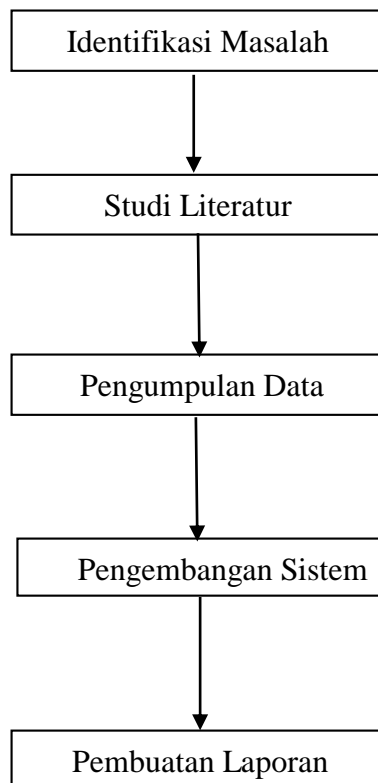 Identifikasi Masalah
Studi Literatur
Pengumpulan Data
Pengembangan Sistem
Pembuatan Laporan